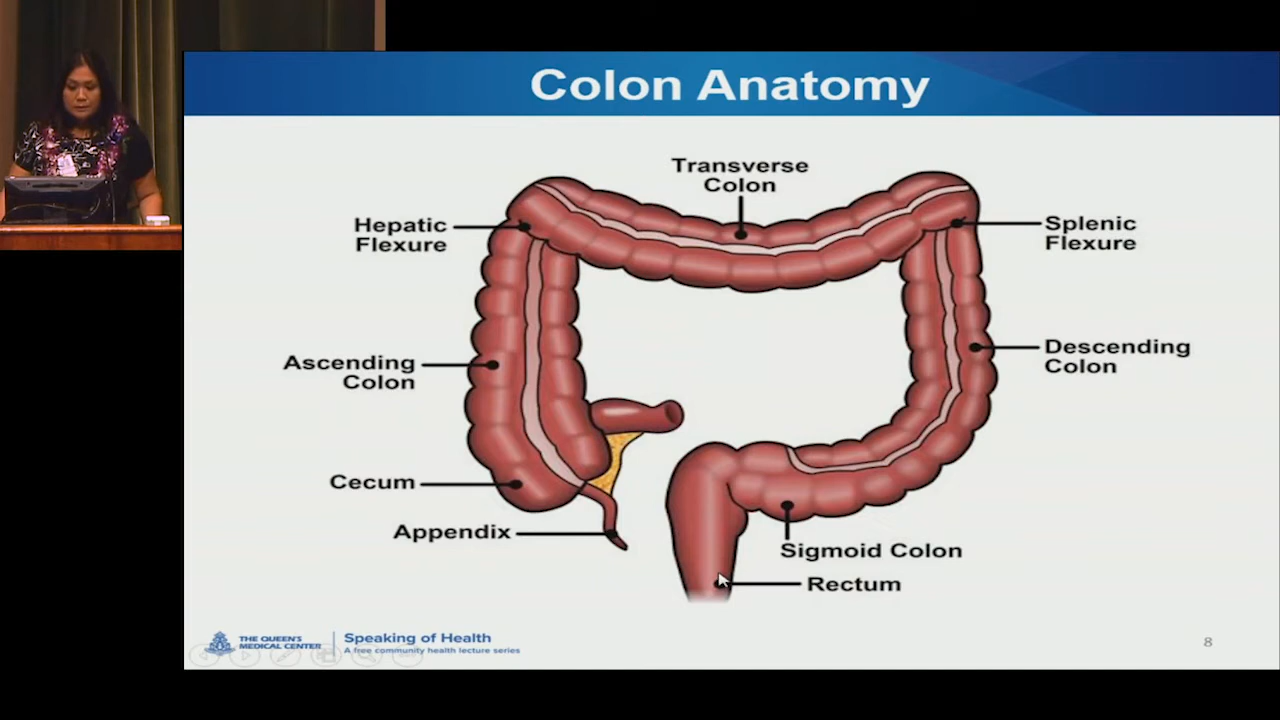 Colon Anatomy
Transverse
Colon
Hepatic
Flexure
Splenic
Flexure
Ascending
Colon
Descending
Colon
Cecum
Appendix
Sigmoid Colon
Rectum
THE QUEEN'S
MEDICAL CENTER
Speaking of Health
A free community health lecture series
8